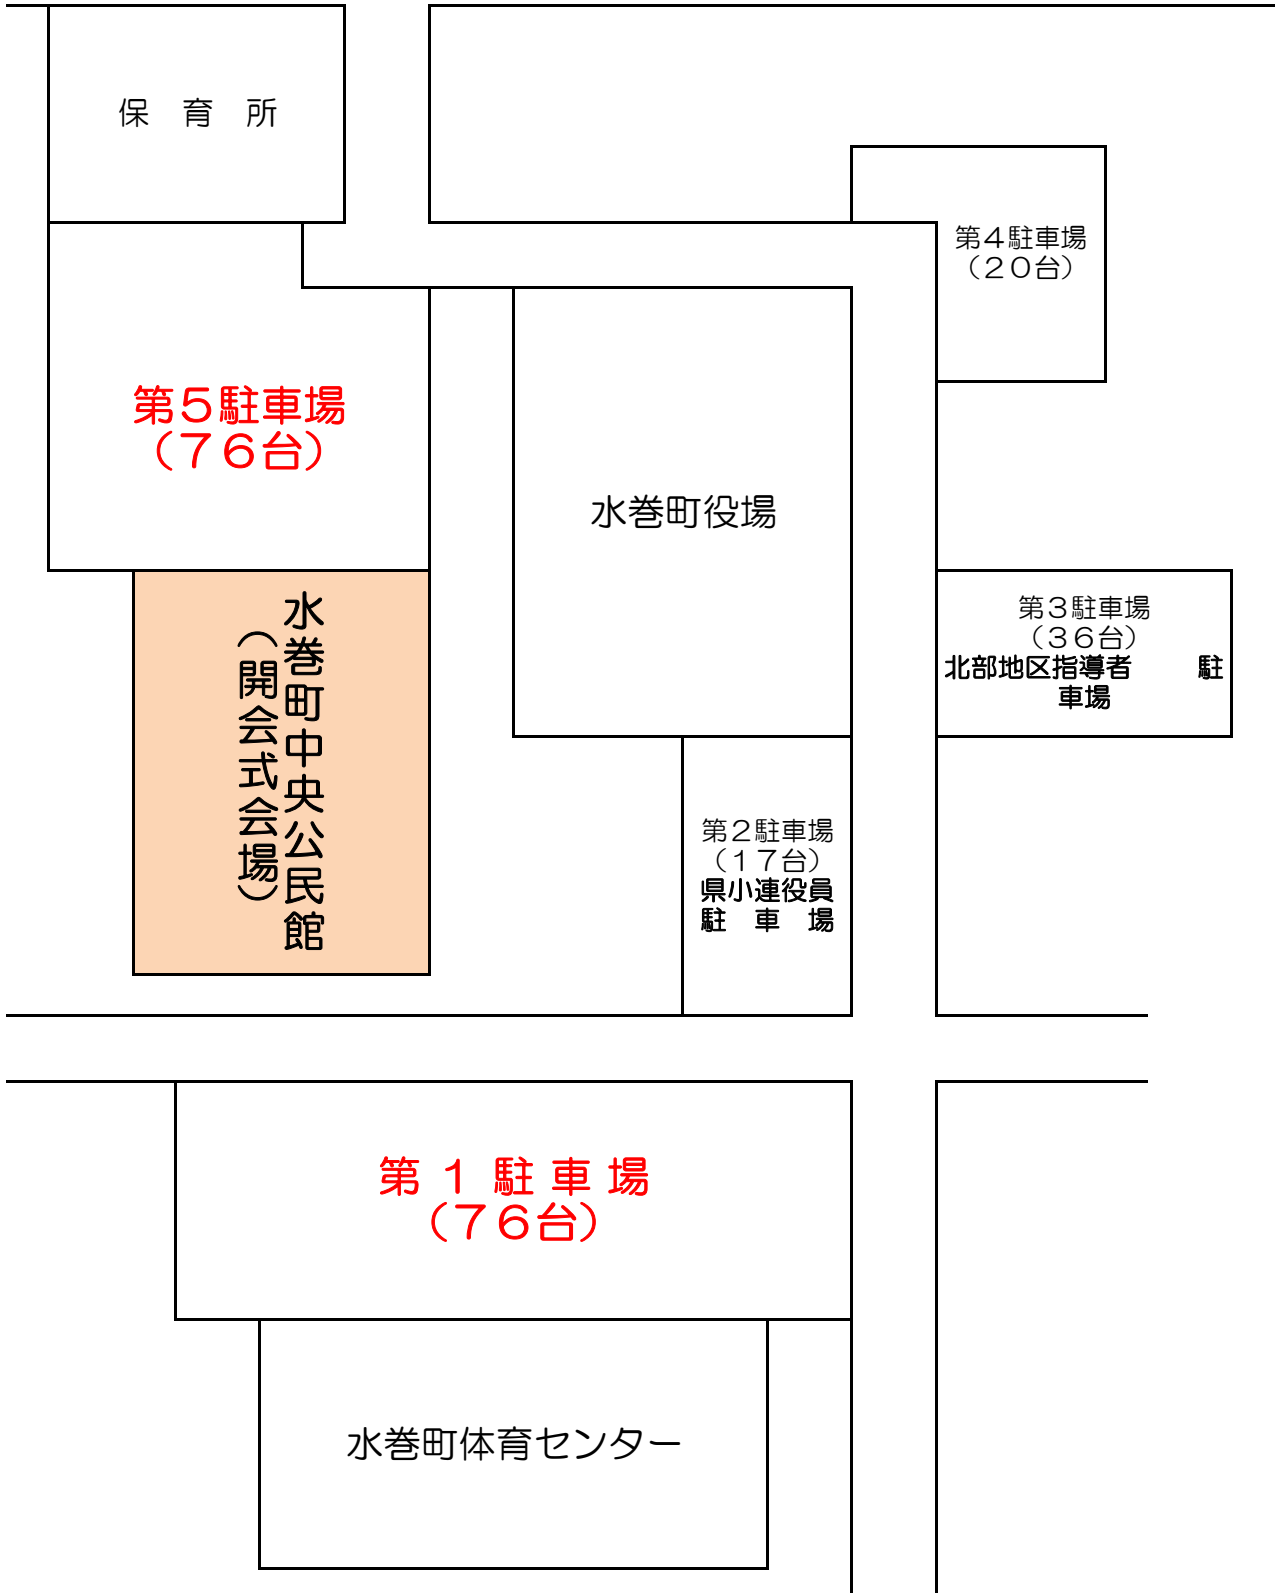 保　育　所
第４駐車場
（２０台）
第５駐車場
（７６台）
水巻町役場
水巻町中央公民館
（開会式会場）
第３駐車場
（３６台）
北部地区指導者　　駐
車場
第２駐車場
（１７台）
県小連役員
駐　車　場
第 １ 駐 車 場
（７６台）
水巻町体育センター